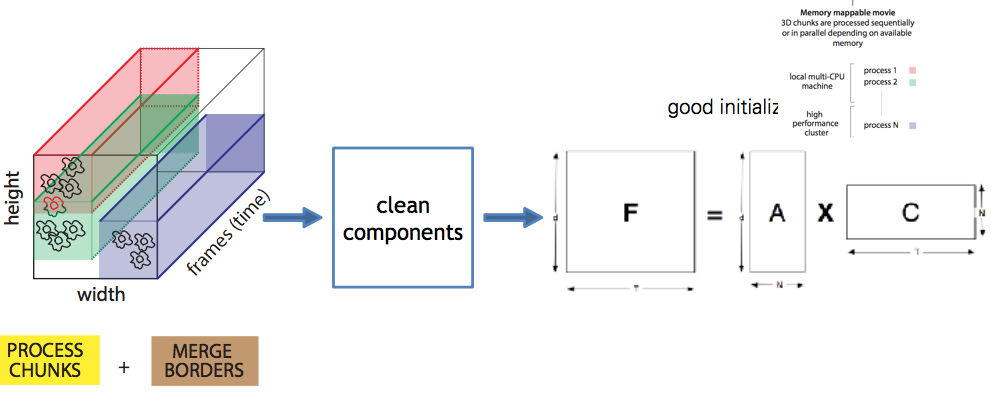 Memory mappable movie
3D chunks are processed sequentially
or in parallel depending on available
memory
local multi-CPU
machine
process 1
process 2
high
performance
cluster
process N
good initializ
height
width
frames (time)
clean
components
d
F
T
=
d
A
N
X
C
N
T
PROCESS
CHUNKS
+
MERGE
BORDERS